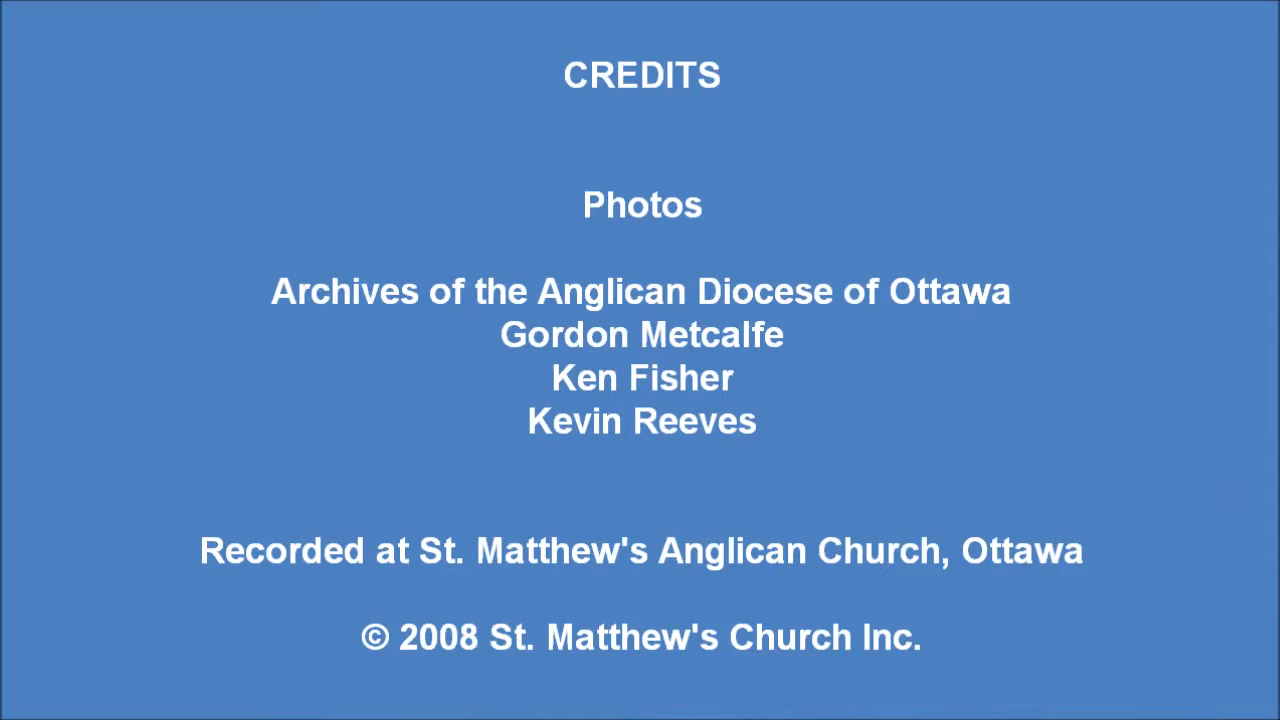 CREDITS
Photos
Archives of the Anglican Diocese of Ottawa
Gordon Metcalfe
Ken Fisher
Kevin Reeves
Recorded at St. Matthew's Anglican Church, Ottawa
© 2008 St. Matthew's Church Inc.